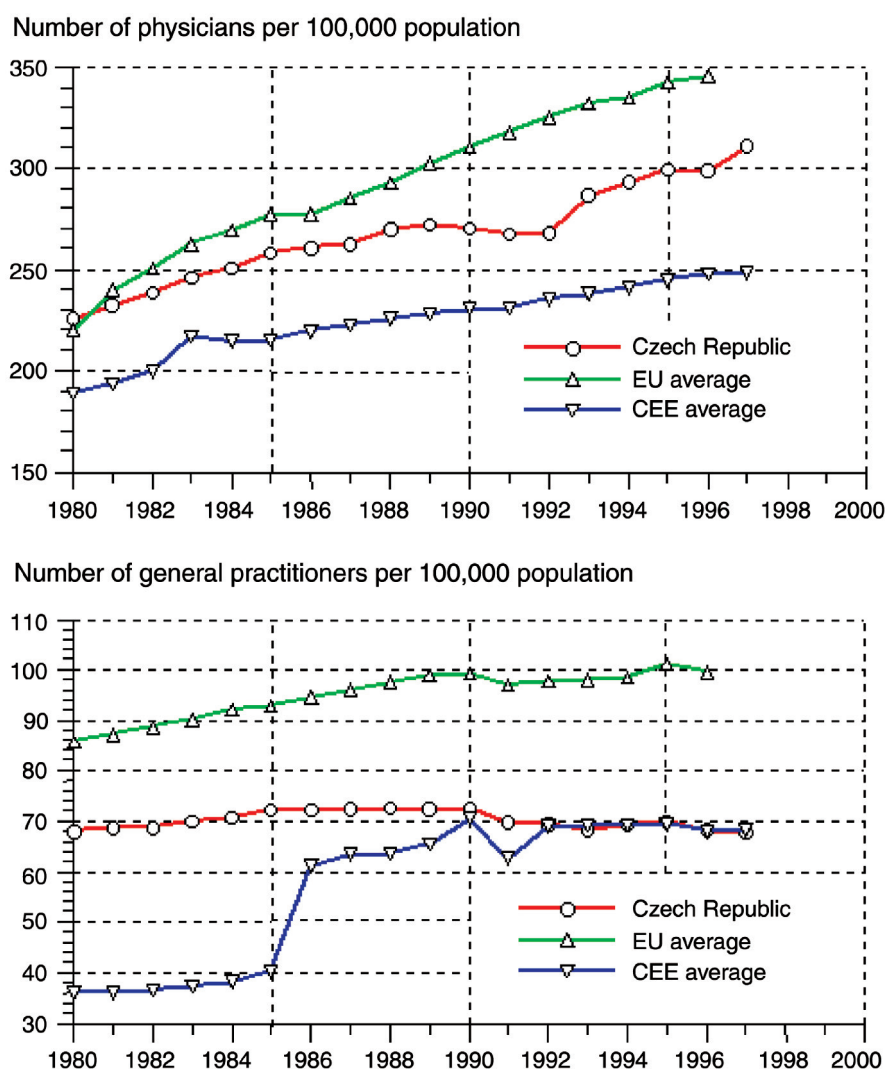 Number of physicians per 100,000 population
350
300
250
200
150
Czech Republic
EU average
CEE average
1980 1982 1984 1986 1988 1990 1992 1994 1996 1998 2000
Number of general practitioners per 100,000 population
110
100
90
80
70
60
50
40
30
Czech Republic
EU average
CEE average
1980 1982 1984 1986 1988 1990 1992 1994 1996 1998 2000